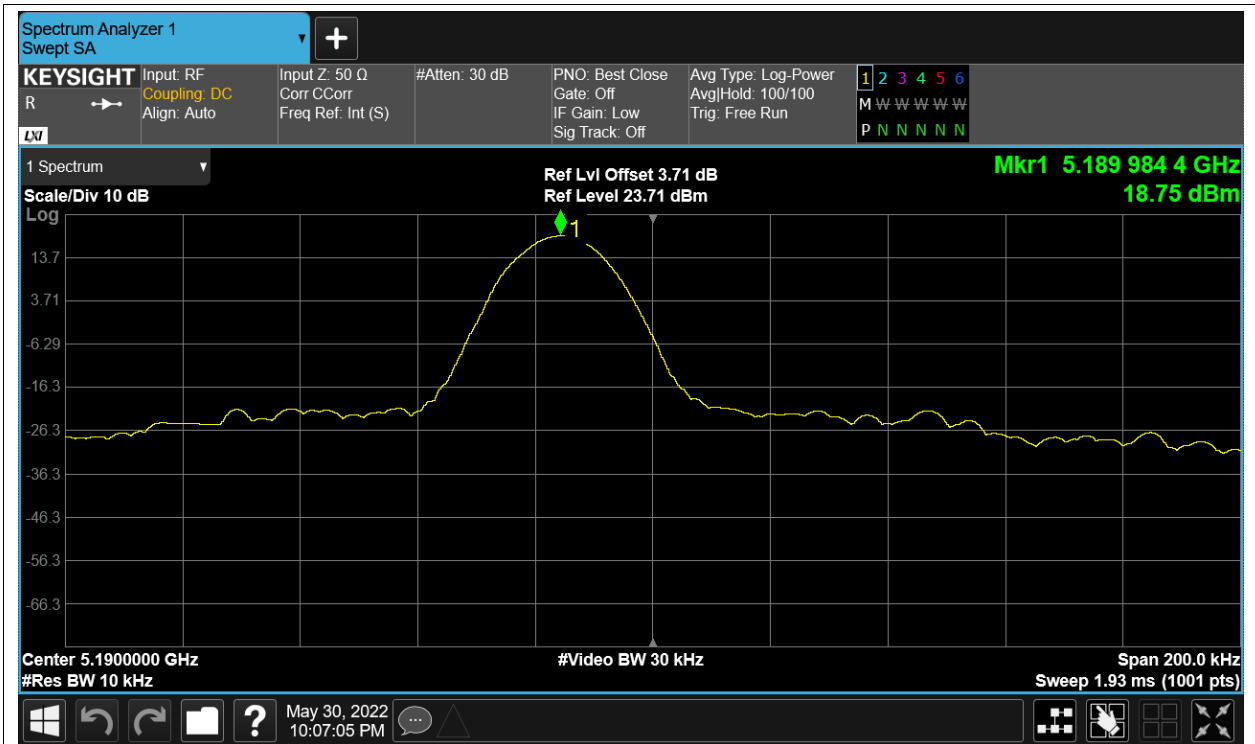 Spectrum Analyzer 1
Swept SA
KEYSIGHT
R
LXI
Input: RF
Coupling: DC
Align: Auto
Input Z: 50 Ω
Corr CCorr
Freq Ref: Int (S)
#Atten: 30 dB
PNO: Best Close
Gate: Off
IF Gain: Low
Sig Track: Off
Avg Type: Log-Power
Avg|Hold: 100/100
Trig: Free Run
1 2 3 4 5 6
M W W W W W W
P N N N N N
1 Spectrum
Scale/Div 10 dB
Ref Lvl Offset 3.71 dB
Ref Level 23.71 dBm
Mkr1 5.189 984 4 GHz
18.75 dBm
Log
1
13.7
3.71
-6.29
-16.3
-26.3
-36.3
-46.3
-56.3
-66.3
Center 5.1900000 GHz
#Video BW 30 kHz
Span 200.0 kHz
#Res BW 10 kHz
Sweep 1.93 ms (1001 pts)
?
May 30, 2022
10:07:05 PM